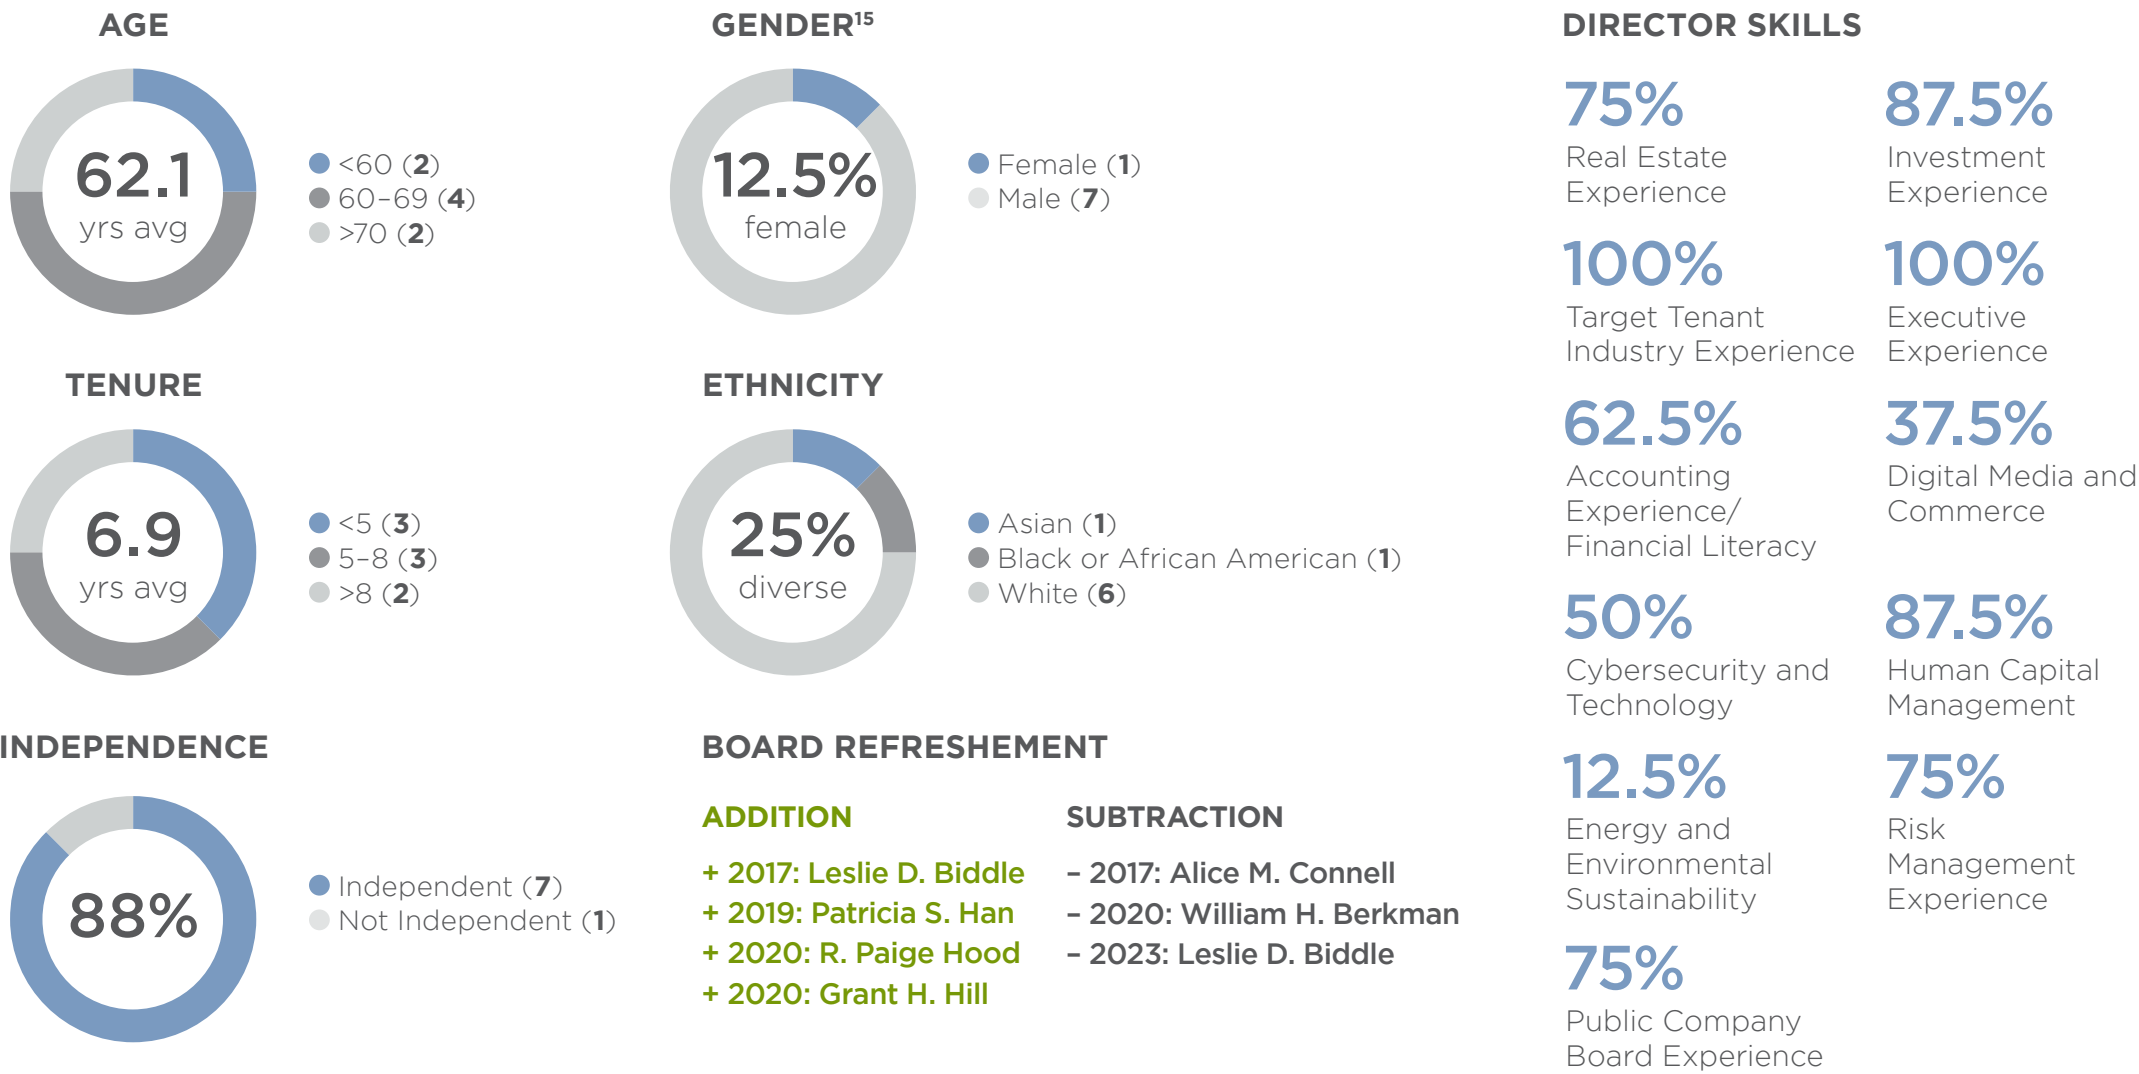 AGE
62.1
yrs avg
<60 (2)
60–69 (4)
>70 (2)
GENDER15
12.5%
female
Female (1)
Male (7)
TENURE
6.9
yrs avg
<5 (3)
5–8 (3)
>8 (2)
ETHNICITY
25%
diverse
Asian (1)
Black or African American (1)
White (6)
INDEPENDENCE
88%
Independent (7)
Not Independent (1)
BOARD REFRESHEMENT
ADDITION
+ 2017: Leslie D. Biddle
+ 2019: Patricia S. Han
+ 2020: R. Paige Hood
+ 2020: Grant H. Hill
SUBTRACTION
– 2017: Alice M. Connell
– 2020: William H. Berkman
– 2023: Leslie D. Biddle
DIRECTOR SKILLS
75%
Real Estate
Experience
87.5%
Investment
Experience
100%
Target Tenant
Industry Experience
100%
Executive
Experience
62.5%
Accounting
Experience/
Financial Literacy
37.5%
Digital Media and
Commerce
50%
Cybersecurity and
Technology
87.5%
Human Capital
Management
12.5%
Energy and
Environmental
Sustainability
75%
Risk
Management
Experience
75%
Public Company
Board Experience